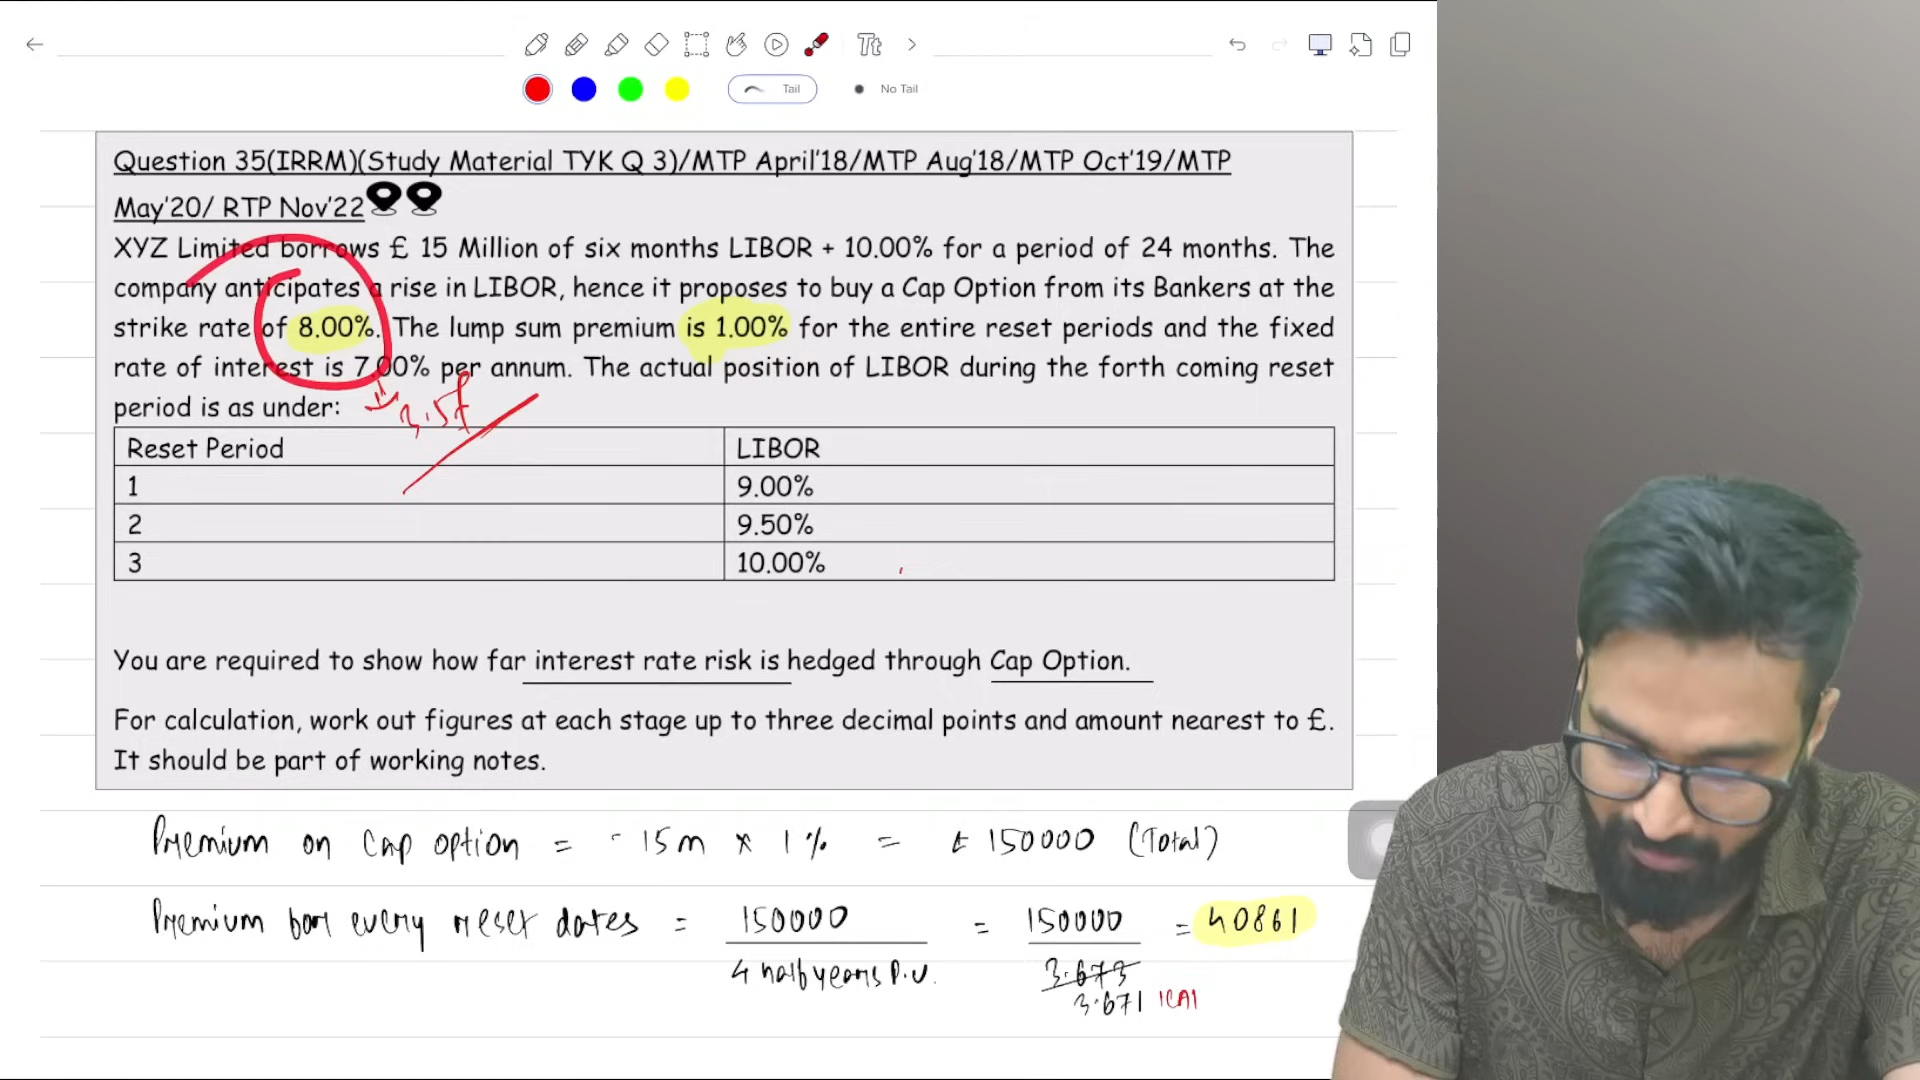 Tt
Tail
No Tail
Question 35(IRRM)(Study Material TYK Q 3)/MTP April'18/MTP Aug'18/MTP Oct'19/MTP
May'20/ RTP Nov'22
XYZ Limited borrows £ 15 Million of six months LIBOR + 10.00% for a period of 24 months. The
company anticipates a rise in LIBOR, hence it proposes to buy a Cap Option from its Bankers at the
strike rate of 8.00%. The lump sum premium is 1.00% for the entire reset periods and the fixed
rate of interest is 7.00% per annum. The actual position of LIBOR during the forth coming reset
period is as under:
3.5%
Reset Period LIBOR
1 9.00%
2 9.50%
3 10.00%
You are required to show how far interest rate risk is hedged through Cap Option.
For calculation, work out figures at each stage up to three decimal points and amount nearest to £.
It should be part of working notes.
Premium on Cap option = 15m × 1% = £ 150000 (Total)
Premium for every reset dates = 150000 = 150000 = 40861
4 half years P.V. 3.673
3.671 ICAI